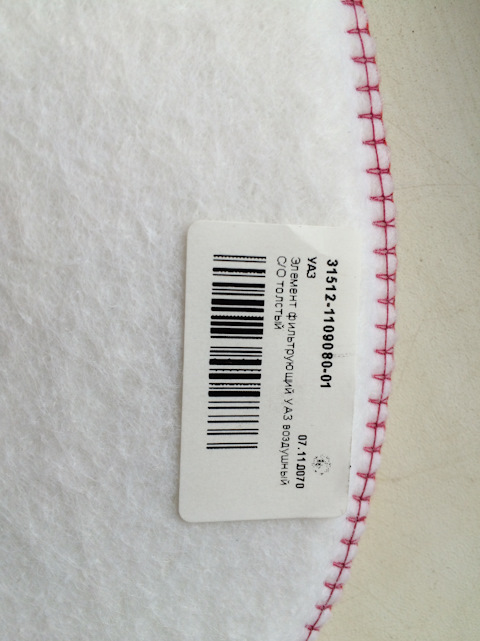 31512-1109080-01
УАЗ
07.11.0070
Элемент фильтрующий УАЗ воздушный
С/О толстый